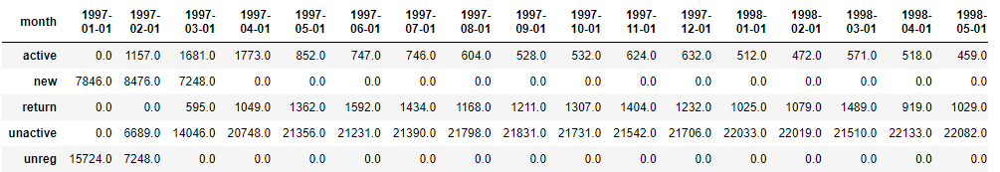 month 1997-01-01 1997-02-01 1997-03-01 1997-04-01 1997-05-01 1997-06-01 1997-07-01 1997-08-01 1997-09-01 1997-10-01 1997-11-01 1997-12-01 1998-01-01 1998-02-01 1998-03-01 1998-04-01 1998-05-01
active 0.0 1157.0 1681.0 1773.0 852.0 747.0 746.0 604.0 528.0 532.0 624.0 632.0 512.0 472.0 571.0 518.0 459.0
new 7846.0 8476.0 7248.0 0.0 0.0 0.0 0.0 0.0 0.0 0.0 0.0 0.0 0.0 0.0 0.0 0.0 0.0
return 0.0 0.0 595.0 1049.0 1362.0 1592.0 1434.0 1168.0 1211.0 1307.0 1404.0 1232.0 1025.0 1079.0 1489.0 919.0 1029.0
unactive 0.0 6689.0 14046.0 20748.0 21356.0 21231.0 21390.0 21798.0 21831.0 21731.0 21542.0 21706.0 22033.0 22019.0 21510.0 22133.0 22082.0
unreg 15724.0 7248.0 0.0 0.0 0.0 0.0 0.0 0.0 0.0 0.0 0.0 0.0 0.0 0.0 0.0 0.0 0.0